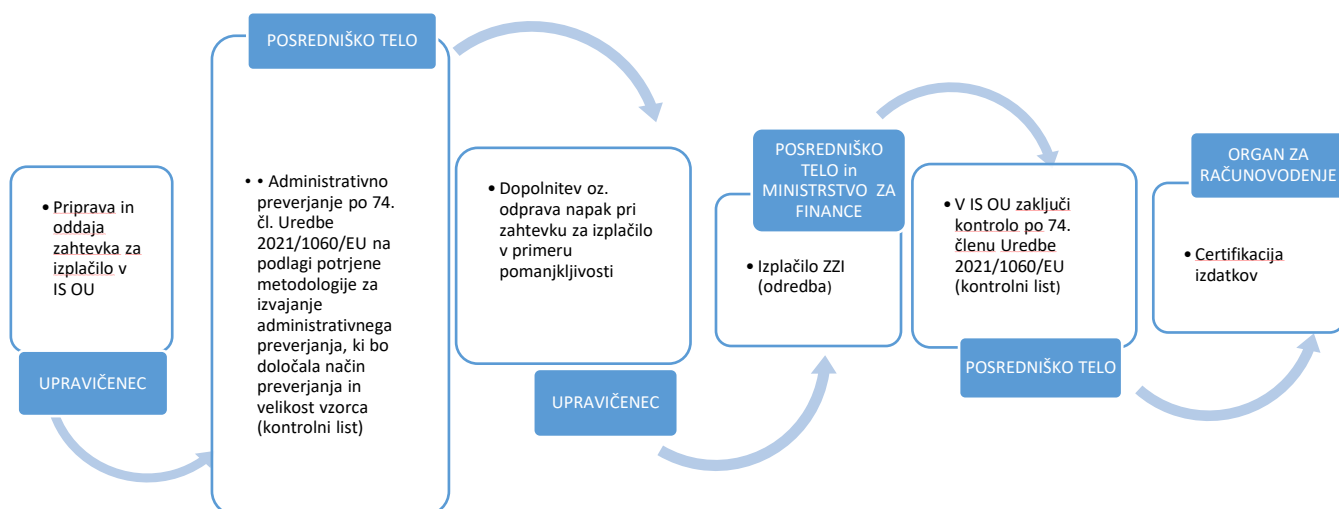 • Priprava in
oddaja
zahtevka za
izplačilo v
IS OU
UPRAVIČENEC
POSREDNIŠKO TELO
• • Administrativno
preverjanje po 74.
čl. Uredbe
2021/1060/EU na
podlagi potrjene
metodologije za
izvajanje
administrativnega
preverjanja, ki bo
določala način
preverjanja in
velikost vzorca
(kontrolni list)
• Dopolnitev oz.
odprava napak pri
zahtevku za izplačilo
v primeru
pomanjkljivosti
UPRAVIČENEC
POSREDNIŠKO
TELO in
MINISTRSTVO ZA
FINANCE
• Izplačilo ZZI
(odredba)
• V IS OU zaključi
kontrolo po 74.
členu Uredbe
2021/1060/EU
(kontrolni list)
POSREDNIŠKO TELO
ORGAN ZA
RAČUNOVODENJE
• Certifikacija
izdatkov